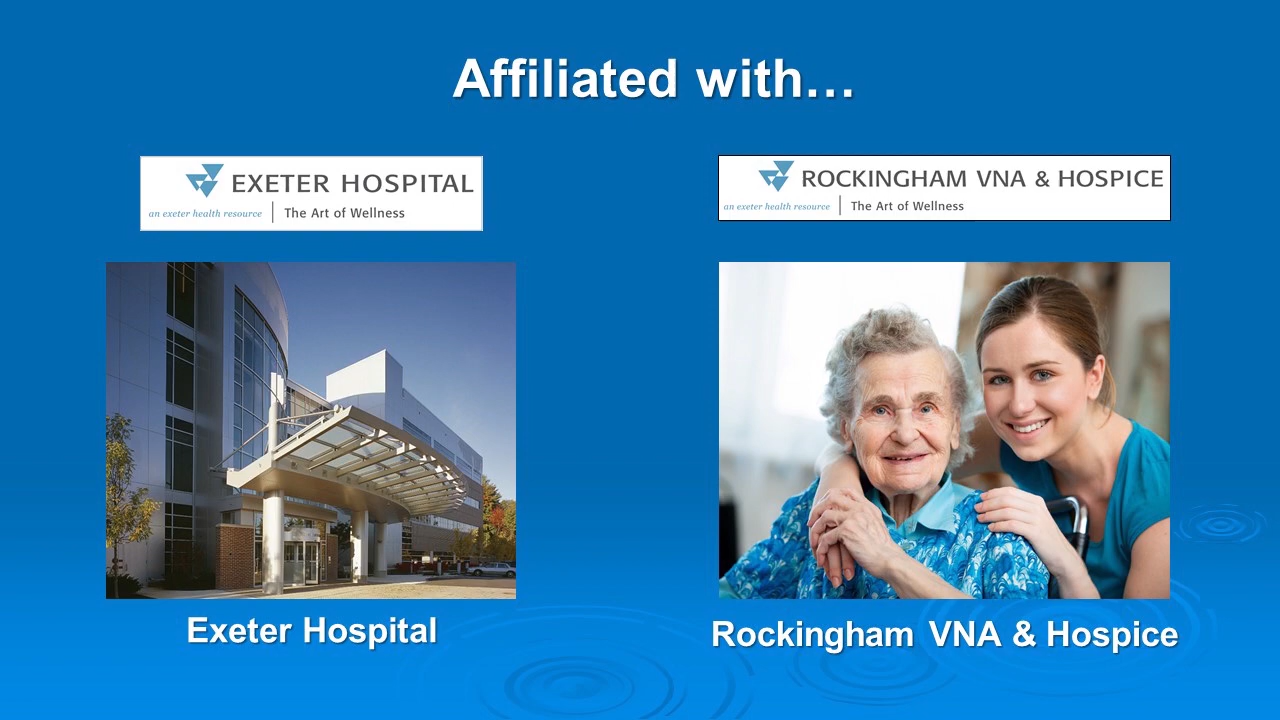 Affiliated with…
EXETER HOSPITAL
an exeter health resource | The Art of Wellness
ROCKINGHAM VNA & HOSPICE
an exeter health resource | The Art of Wellness
Exeter Hospital
Rockingham VNA & Hospice